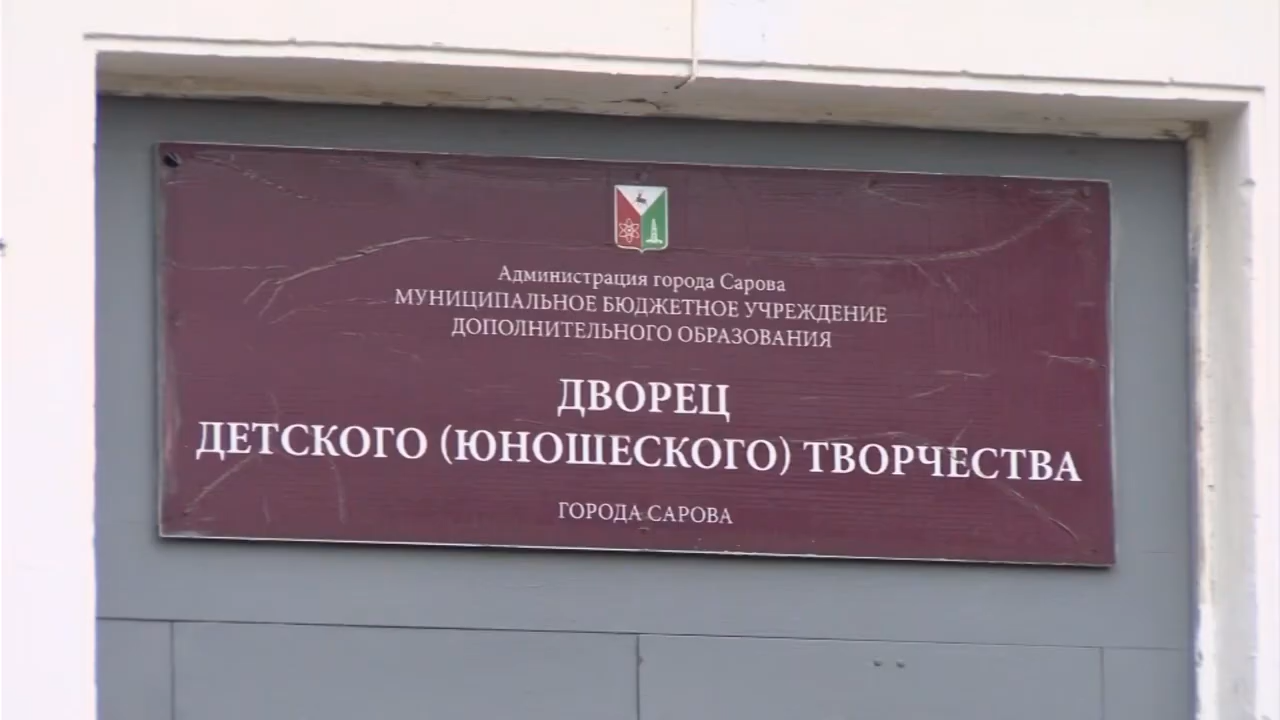 Администрация города Сарова
МУНИЦИПАЛЬНОЕ БЮДЖЕТНОЕ УЧРЕЖДЕНИЕ
ДОПОЛНИТЕЛЬНОГО ОБРАЗОВАНИЯ
ДВОРЕЦ
ДЕТСКОГО (ЮНОШЕСКОГО) ТВОРЧЕСТВА
ГОРОДА САРОВА